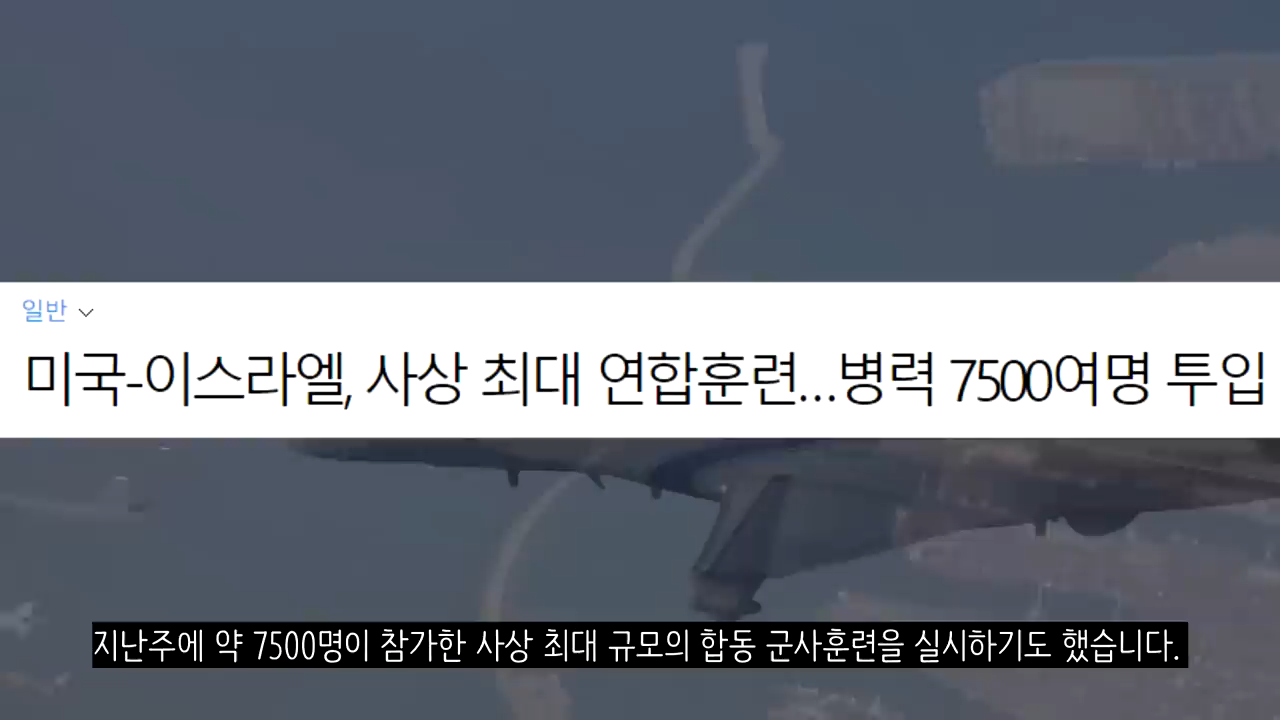 일반
미국-이스라엘, 사상 최대 연합훈련...병력 7500여명 투입
지난주에 약 7500명이 참가한 사상 최대 규모의 합동 군사훈련을 실시하기도 했습니다.